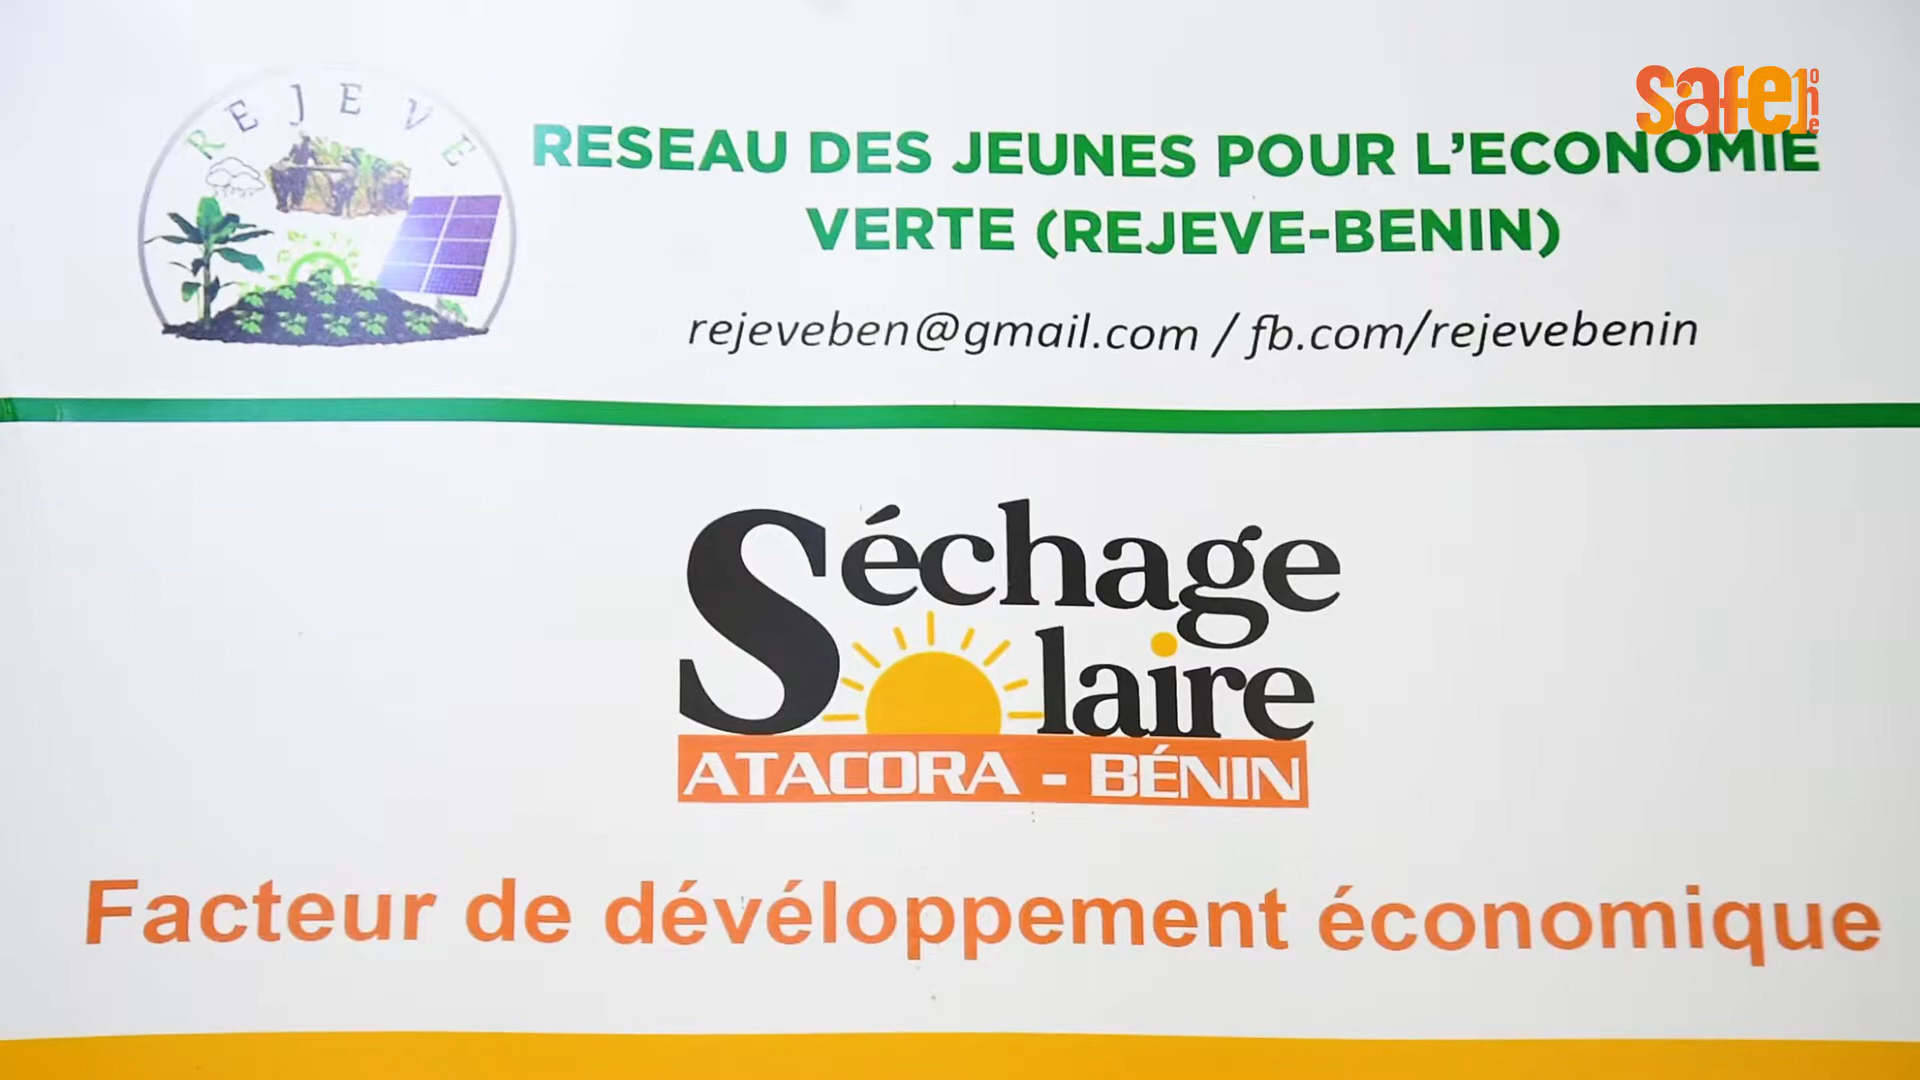 REJEVE
RESEAU DES JEUNES POUR L'ECONOMIE
VERTE (REJEVE-BENIN)
rejeveben@gmail.com / fb.com/rejevebenin
Séchage
Solaire
ATACORA - BÉNIN
Facteur de dévéloppement économique
safe1one